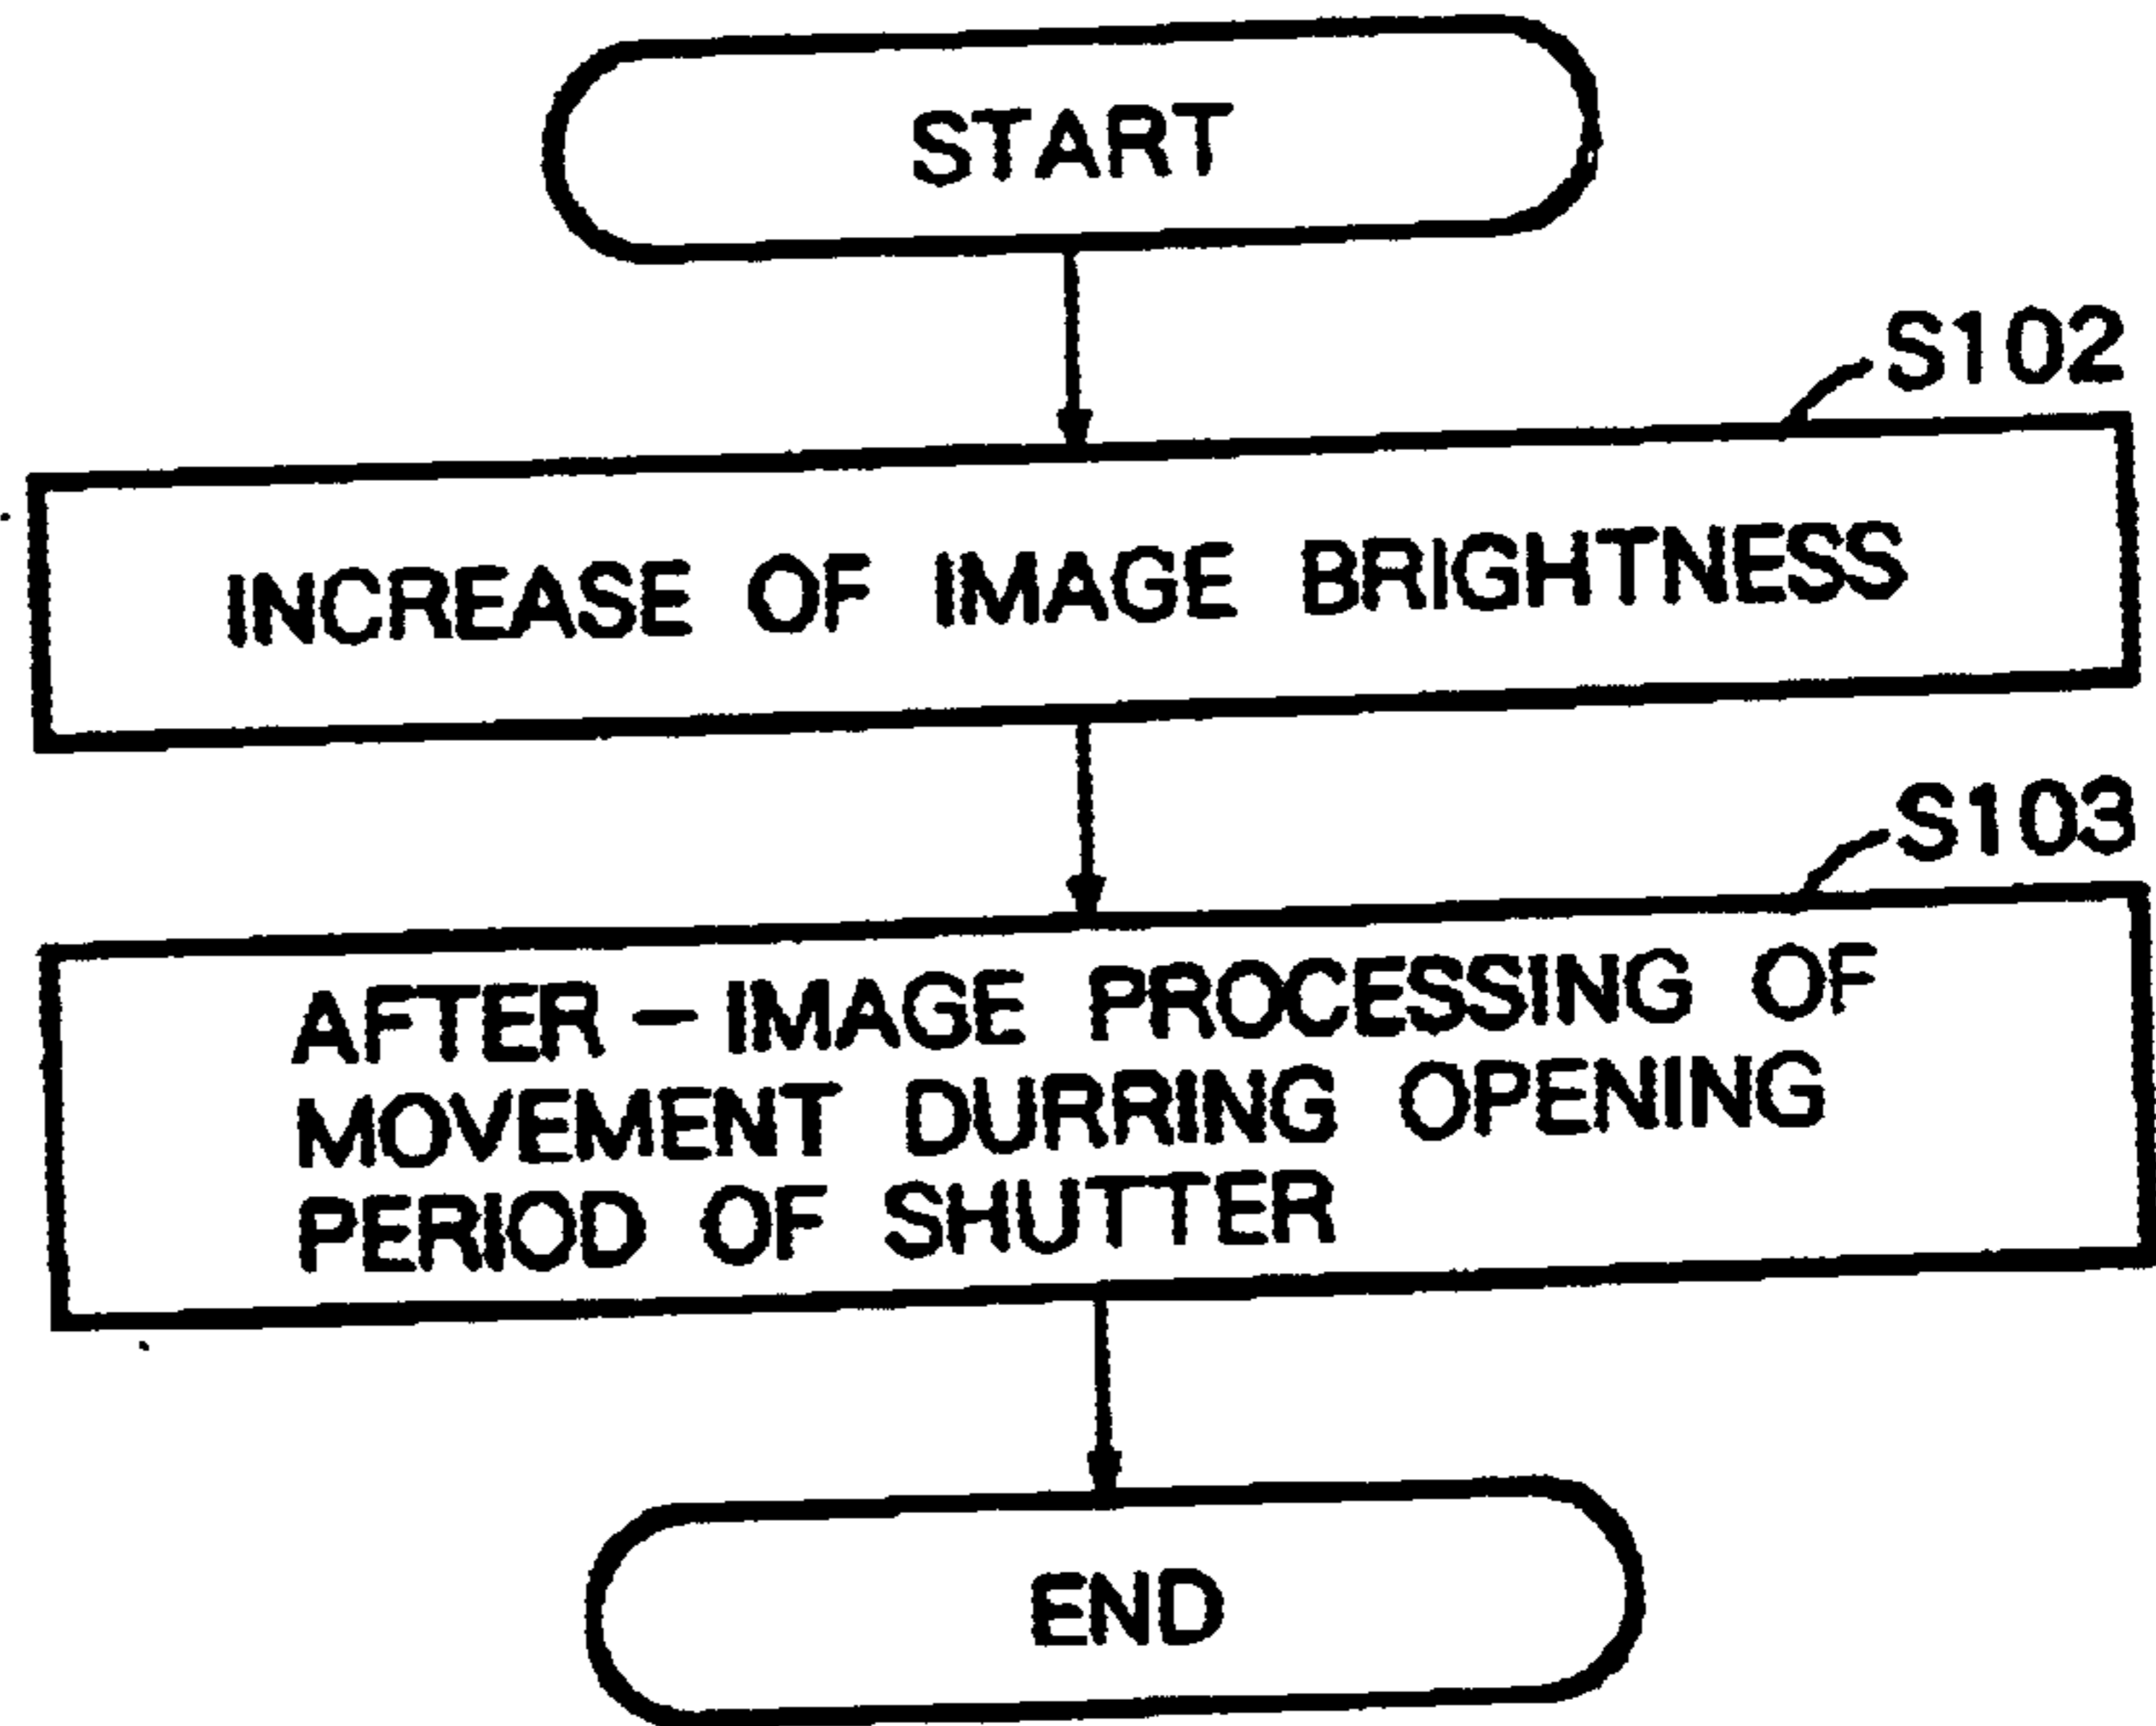 START
S102
INCREASE OF IMAGE BRIGHTNESS
S103
AFTER-IMAGE PROCESSING OF
MOVEMENT DURRING OPENING
PERIOD OF SHUTTER
END